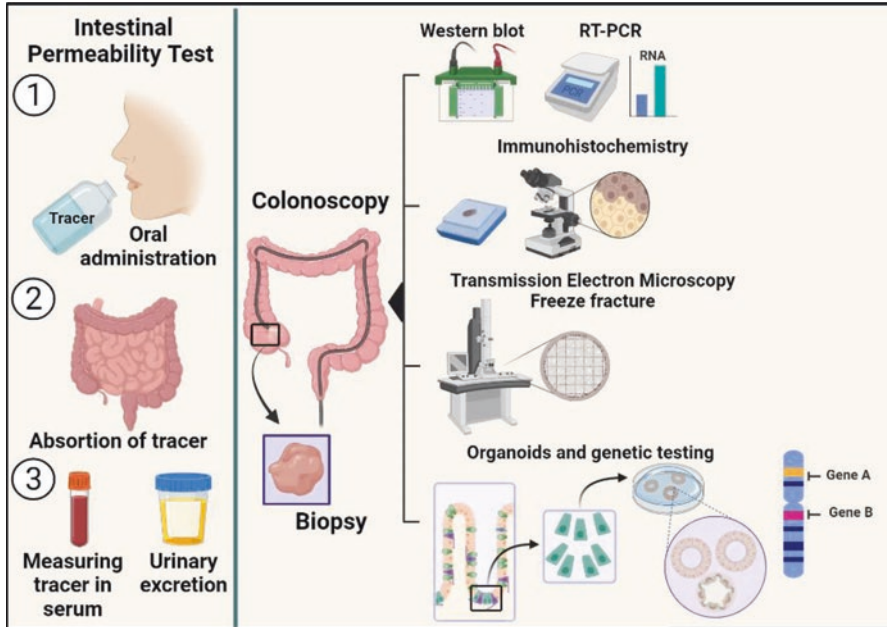 Intestinal
Permeability Test
1
Tracer
Oral
administration
2
Absortion of tracer
3
Measuring
tracer in
serum
Urinary
excretion
Colonoscopy
Biopsy
Western blot
RT-PCR
PCR
RNA
Immunohistochemistry
Transmission Electron Microscopy
Freeze fracture
Organoids and genetic testing
Gene A
Gene B